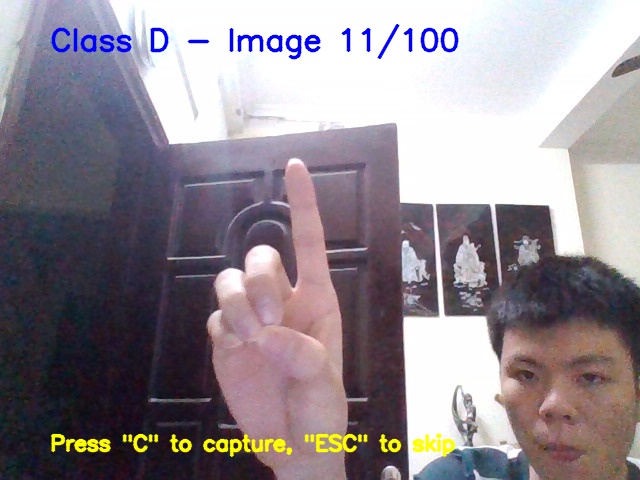 Class D - Image 11/100
Press "C" to capture, "ESC" to skip